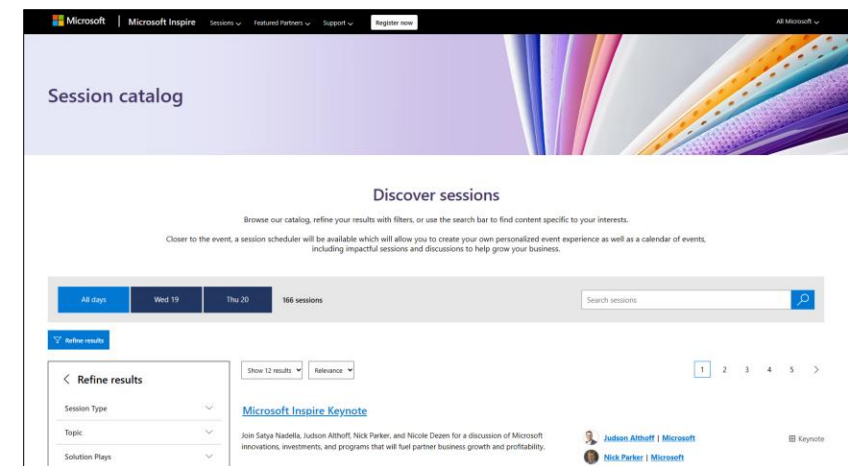 Microsoft | Microsoft Inspire Sessions Featured Partners Support Register now All Microsoft
Session catalog
Discover sessions
Browse our catalog, refine your results with filters, or use the search bar to find content specific to your interests.
Closer to the event, a session scheduler will be available which will allow you to create your own personalized event experience as well as a calendar of events,
including impactful sessions and discussions to help grow your business.
All days Wed 19 Thu 20 166 sessions Search sessions
Refine results
Show 12 results Relevance 1 2 3 4 5 >
< Refine results
Session Type
Microsoft Inspire Keynote
Topic
Join Satya Nadella, Judson Althoff, Nick Parker, and Nicole Dezen for a discussion of Microsoft
innovations, investments, and programs that will fuel partner business growth and profitability.
Judson Althoff | Microsoft
Keynote
Solution Plays
Nick Parker | Microsoft